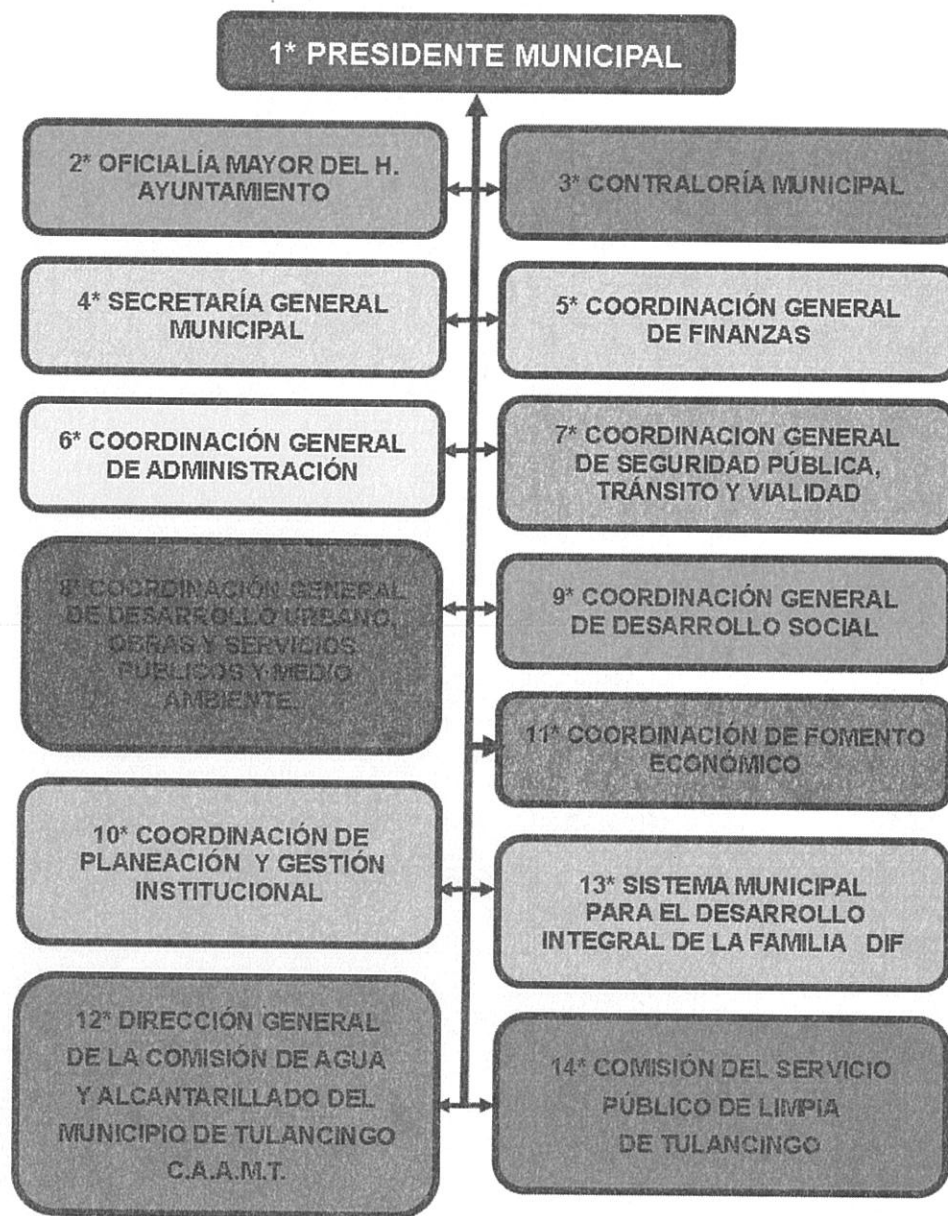 1* PRESIDENTE MUNICIPAL
2* OFICIALÍA MAYOR DEL H.
AYUNTAMIENTO
3* CONTRALORÍA MUNICIPAL
4* SECRETARÍA GENERAL
MUNICIPAL
5* COORDINACIÓN GENERAL
DE FINANZAS
6* COORDINACIÓN GENERAL
DE ADMINISTRACIÓN
7* COORDINACION GENERAL
DE SEGURIDAD PÚBLICA,
TRÁNSITO Y VIALIDAD
8* COORDINACIÓN GENERAL
DE DESARROLLO URBANO,
OBRAS Y SERVICIOS
PÚBLICOS Y MEDIO
AMBIENTE.
9* COORDINACIÓN GENERAL
DE DESARROLLO SOCIAL
11* COORDINACIÓN DE FOMENTO
ECONÓMICO
10* COORDINACIÓN DE
PLANEACIÓN Y GESTIÓN
INSTITUCIONAL
13* SISTEMA MUNICIPAL
PARA EL DESARROLLO
INTEGRAL DE LA FAMILIA DIF
12* DIRECCIÓN GENERAL
DE LA COMISIÓN DE AGUA
Y ALCANTARILLADO DEL
MUNICIPIO DE TULANCINGO
C.A.A.M.T.
14* COMISIÓN DEL SERVICIO
PÚBLICO DE LIMPIA
DE TULANCINGO